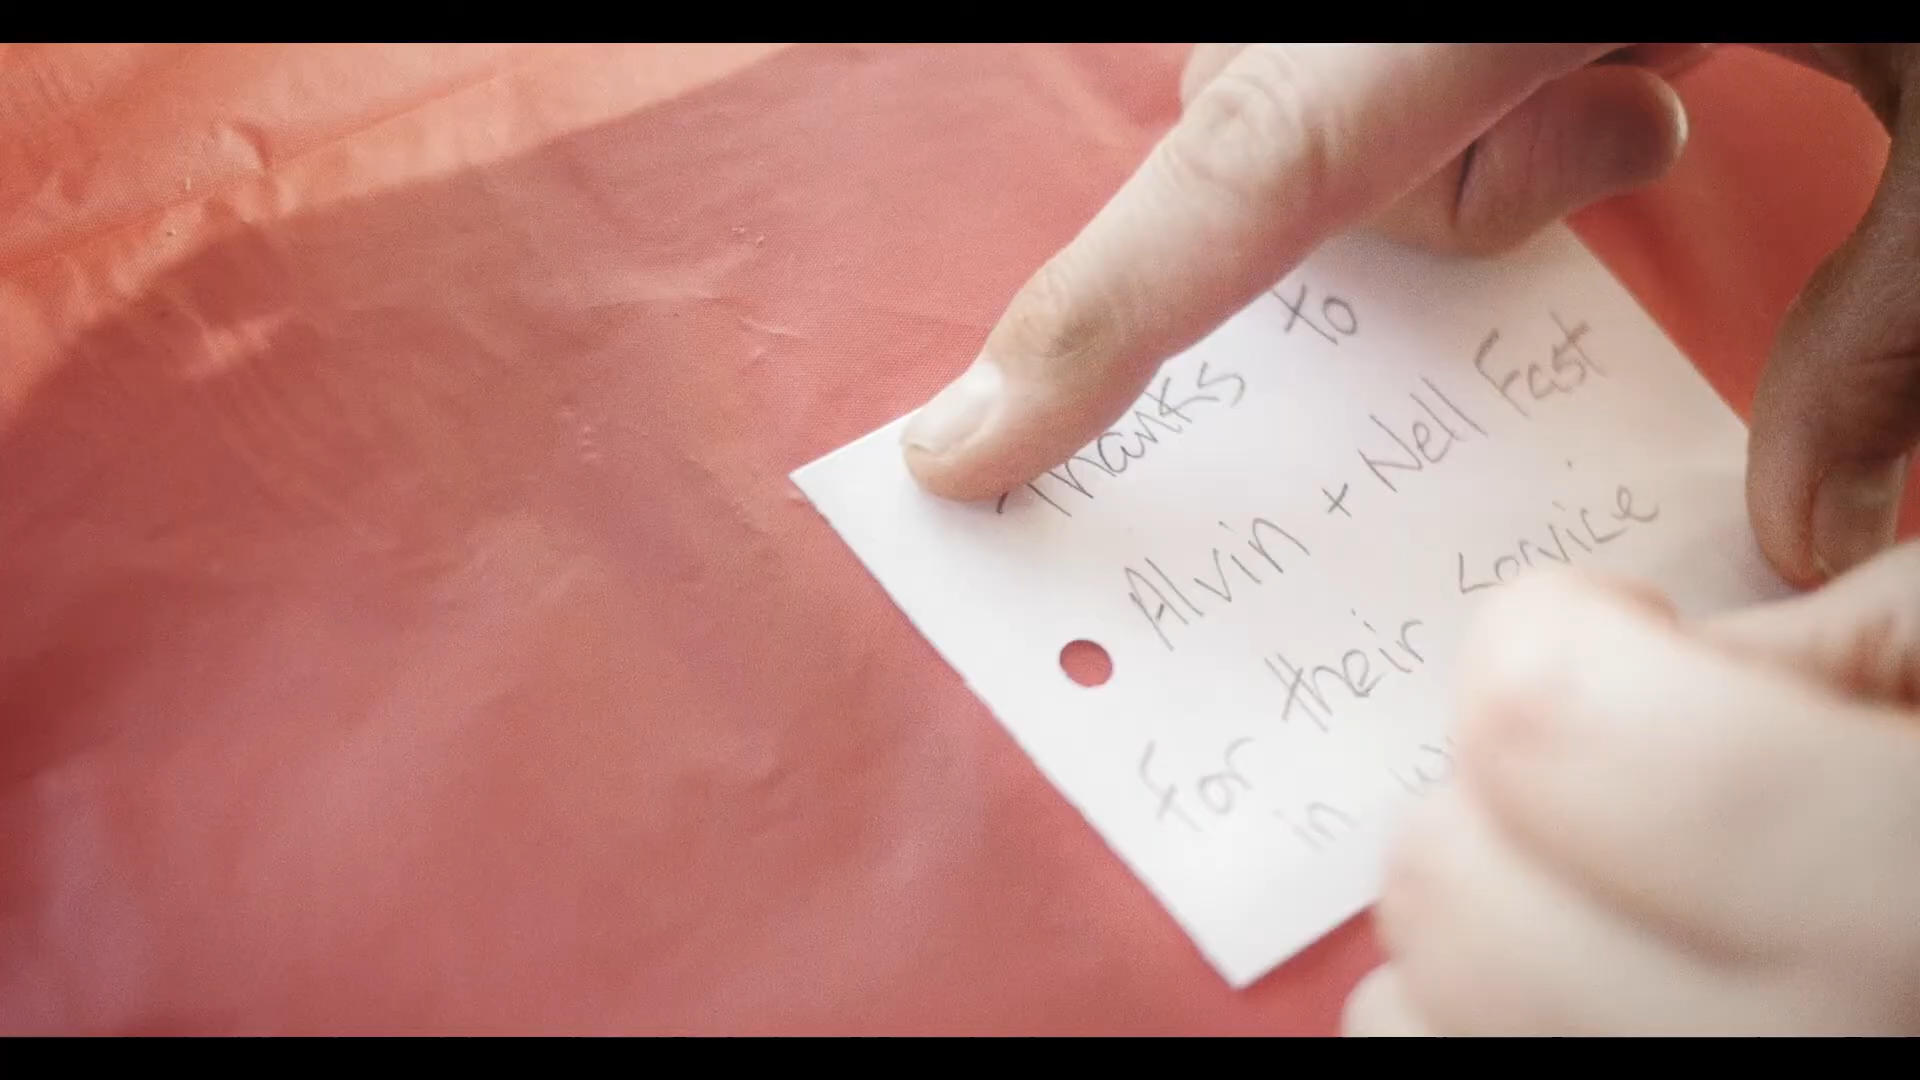 Thanks to
Alvin + Nell Fast
For their service
in